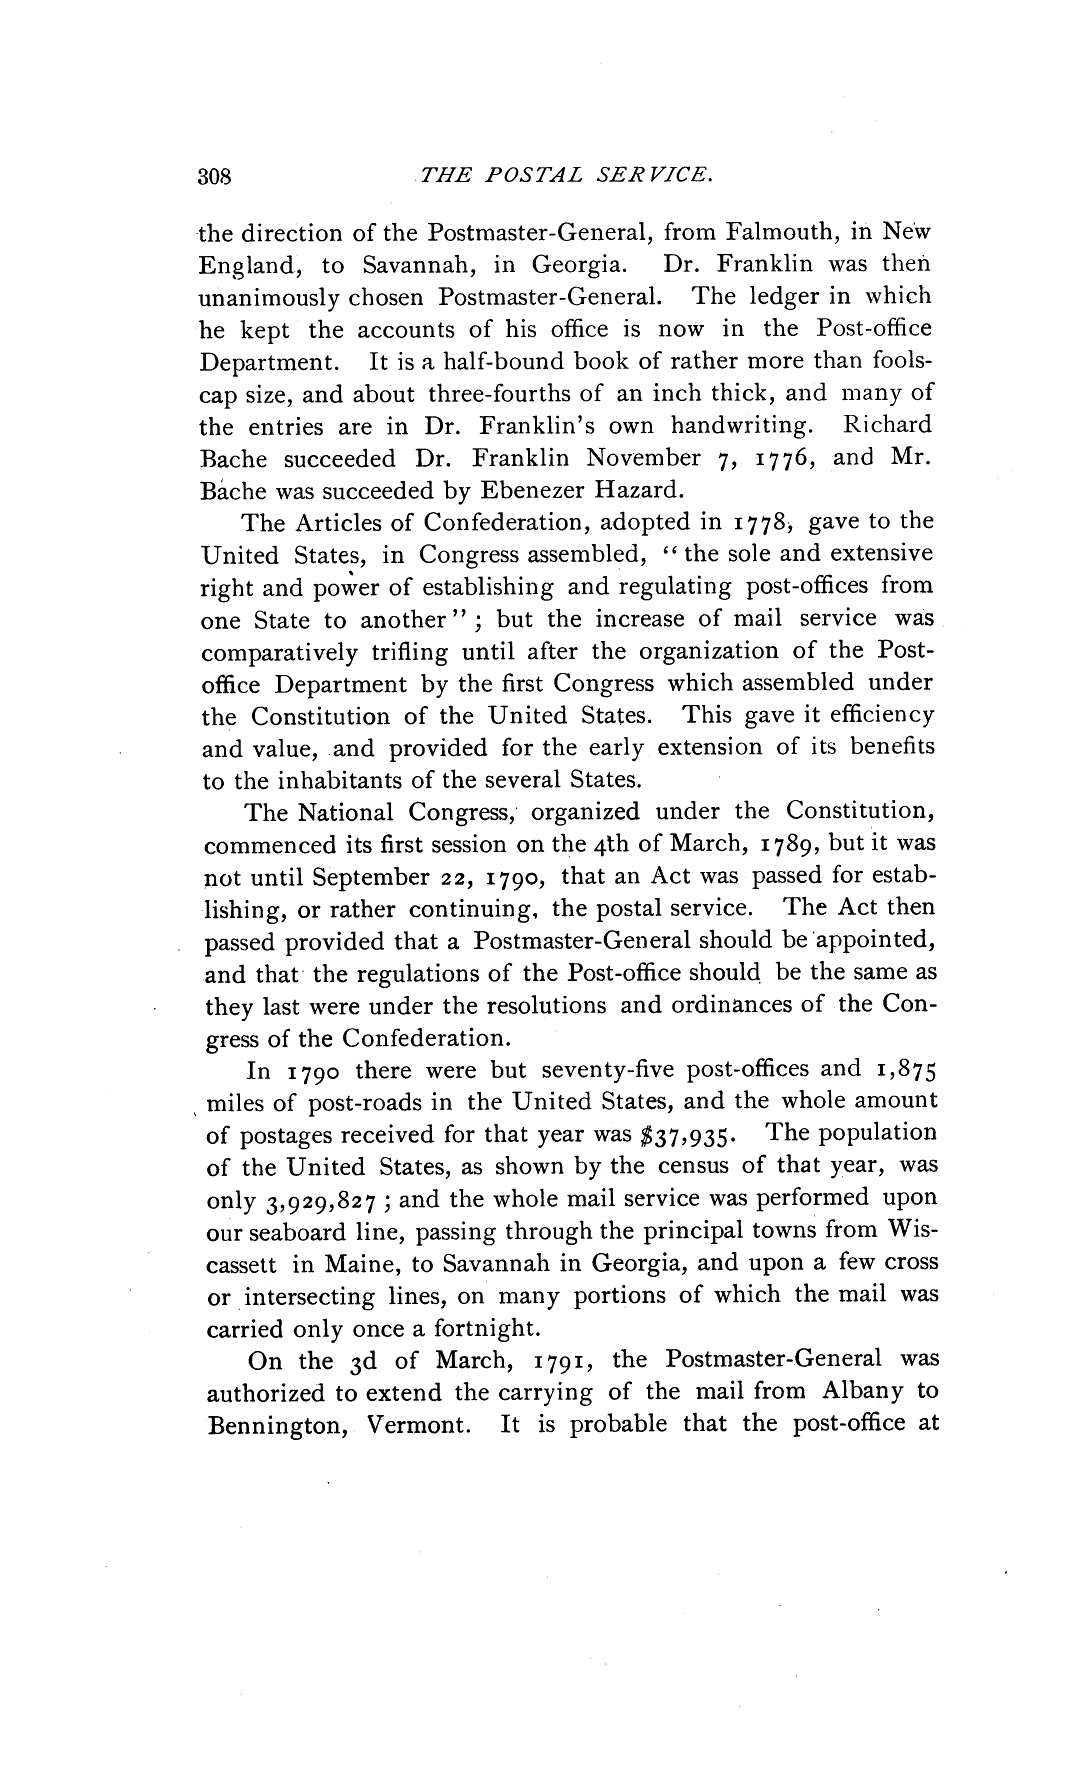 308 THE POSTAL SERVICE.
the direction of the Postmaster-General, from Falmouth, in New
England, to Savannah, in Georgia. Dr. Franklin was then
unanimously chosen Postmaster-General. The ledger in which
he kept the accounts of his office is now in the Post-office
Department. It is a half-bound book of rather more than fools-
cap size, and about three-fourths of an inch thick, and many of
the entries are in Dr. Franklin's own handwriting. Richard
Bache succeeded Dr. Franklin November 7, 1776, and Mr.
Bache was succeeded by Ebenezer Hazard.
The Articles of Confederation, adopted in 1778, gave to the
United States, in Congress assembled, "the sole and extensive
right and power of establishing and regulating post-offices from
one State to another"; but the increase of mail service was
comparatively trifling until after the organization of the Post-
office Department by the first Congress which assembled under
the Constitution of the United States. This gave it efficiency
and value, and provided for the early extension of its benefits
to the inhabitants of the several States.
The National Congress, organized under the Constitution,
commenced its first session on the 4th of March, 1789, but it was
not until September 22, 1790, that an Act was passed for estab-
lishing, or rather continuing, the postal service. The Act then
passed provided that a Postmaster-General should be appointed,
and that the regulations of the Post-office should be the same as
they last were under the resolutions and ordinances of the Con-
gress of the Confederation.
In 1790 there were but seventy-five post-offices and 1,875
miles of post-roads in the United States, and the whole amount
of postages received for that year was $37,935. The population
of the United States, as shown by the census of that year, was
only 3,929,827; and the whole mail service was performed upon
our seaboard line, passing through the principal towns from Wis-
cassett in Maine, to Savannah in Georgia, and upon a few cross
or intersecting lines, on many portions of which the mail was
carried only once a fortnight.
On the 3d of March, 1791, the Postmaster-General was
authorized to extend the carrying of the mail from Albany to
Bennington, Vermont. It is probable that the post-office at